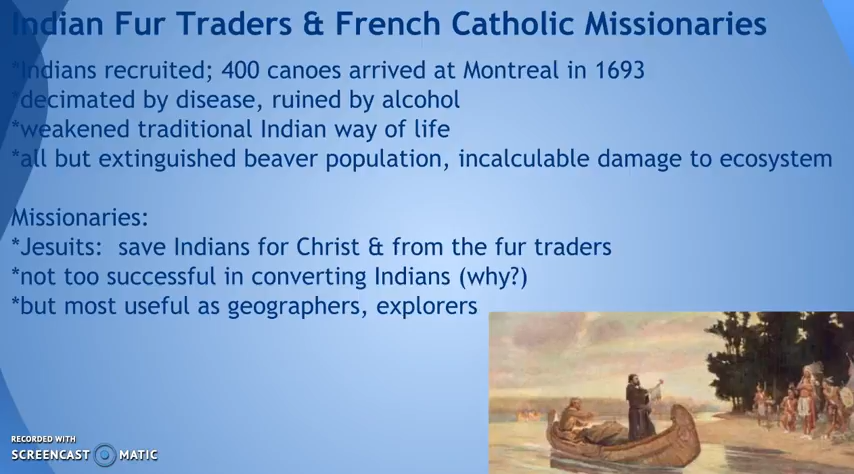 Indian Fur Traders & French Catholic Missionaries
*Indians recruited; 400 canoes arrived at Montreal in 1693
*decimated by disease, ruined by alcohol
*weakened traditional Indian way of life
*all but extinguished beaver population, incalculable damage to ecosystem
Missionaries:
*Jesuits:  save Indians for Christ & from the fur traders
*not too successful in converting Indians (why?)
*but most useful as geographers, explorers
RECORDED WITH
SCREENCAST MATIC